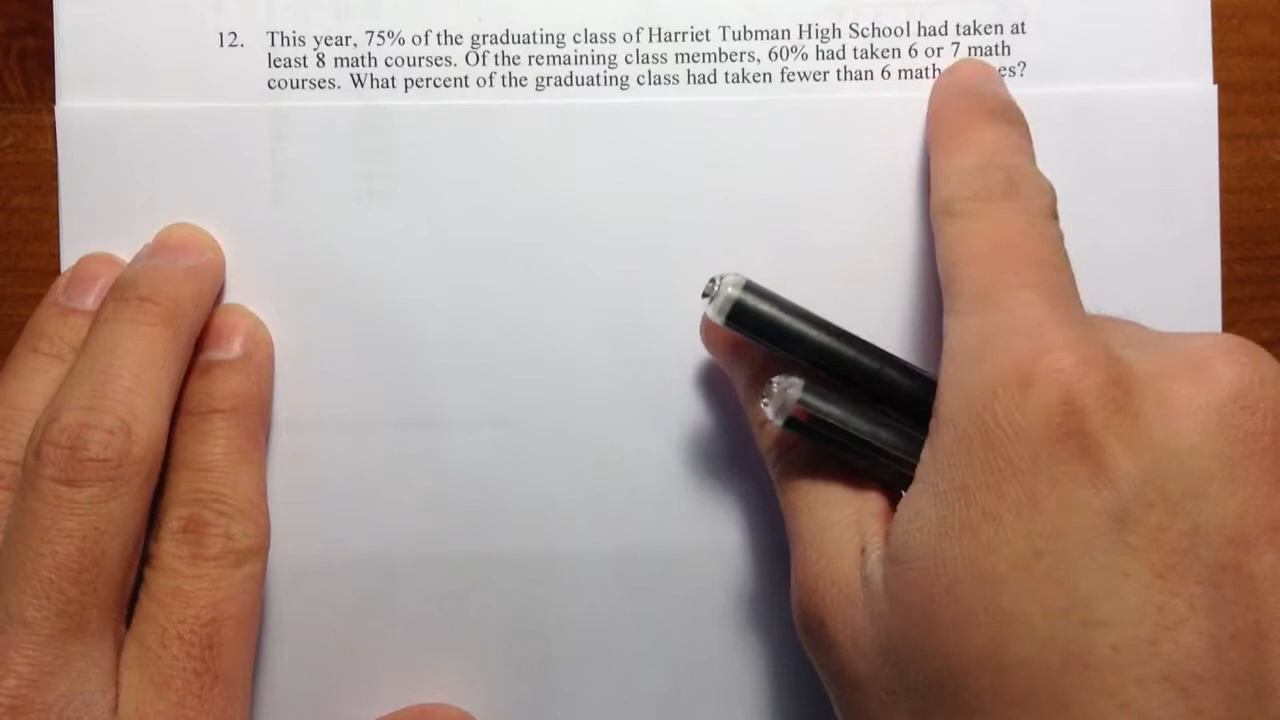 12. This year, 75% of the graduating class of Harriet Tubman High School had taken at
least 8 math courses. Of the remaining class members, 60% had taken 6 or 7 math
courses. What percent of the graduating class had taken fewer than 6 math es?